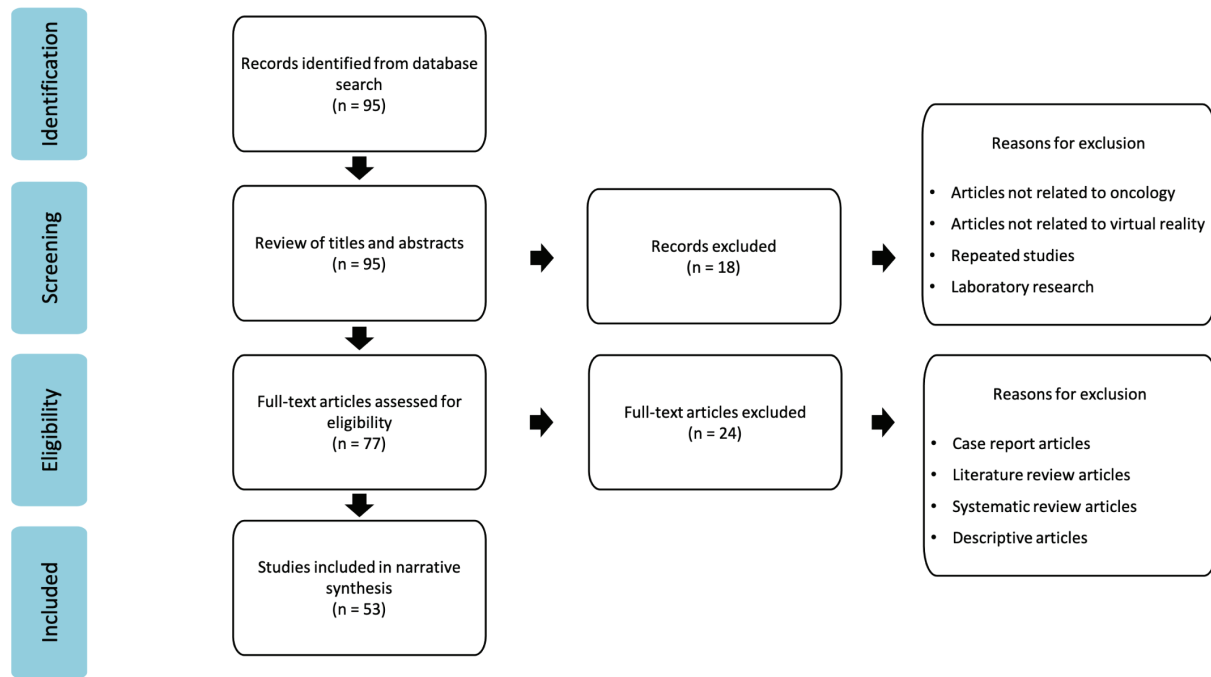 Identification
Records identified from database
search
(n = 95)
Screening
Review of titles and abstracts
(n = 95)
Records excluded
(n = 18)
Reasons for exclusion
• Articles not related to oncology
• Articles not related to virtual reality
• Repeated studies
• Laboratory research
Eligibility
Full-text articles assessed for
eligibility
(n = 77)
Full-text articles excluded
(n = 24)
Reasons for exclusion
• Case report articles
• Literature review articles
• Systematic review articles
• Descriptive articles
Included
Studies included in narrative
synthesis
(n = 53)